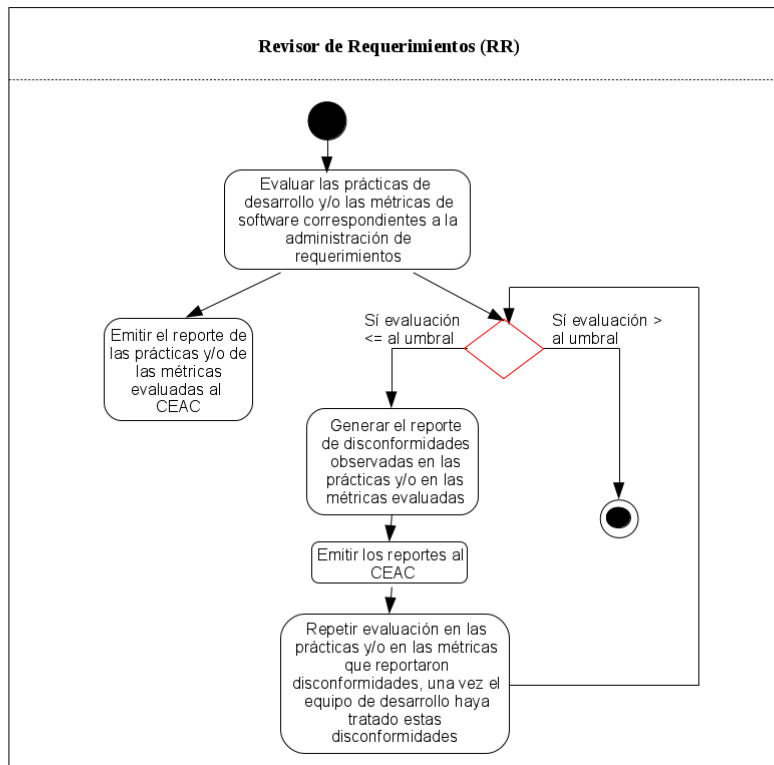 Revisor de Requerimientos (RR)
Evaluar las prácticas de
desarrollo y/o las métricas de
software correspondientes a la
administración de
requerimientos
Emitir el reporte de
las prácticas y/o de
las métricas
evaluadas al
CEAC
Sí evaluación
<= al umbral
Sí evaluación >
al umbral
Generar el reporte
de disconformidades
observadas en las
prácticas y/o en las
métricas evaluadas
Emitir los reportes al
CEAC
Repetir evaluación en las
prácticas y/o en las métricas
que reportaron
disconformidades, una vez el
equipo de desarrollo haya
tratado estas
disconformidades